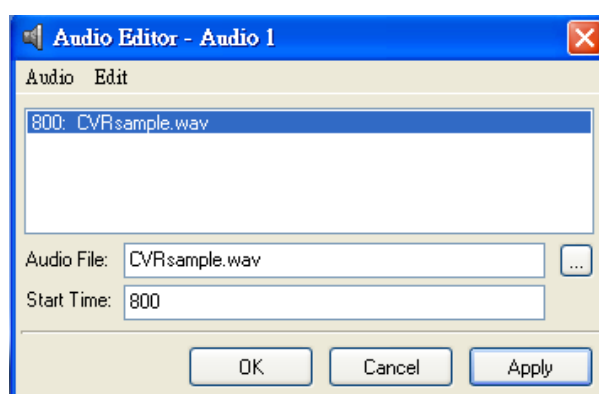 Audio Editor - Audio 1
Audio Edit
800: CVRsample.wav
Audio File: CVRsample.wav ...
Start Time: 800
OK Cancel Apply